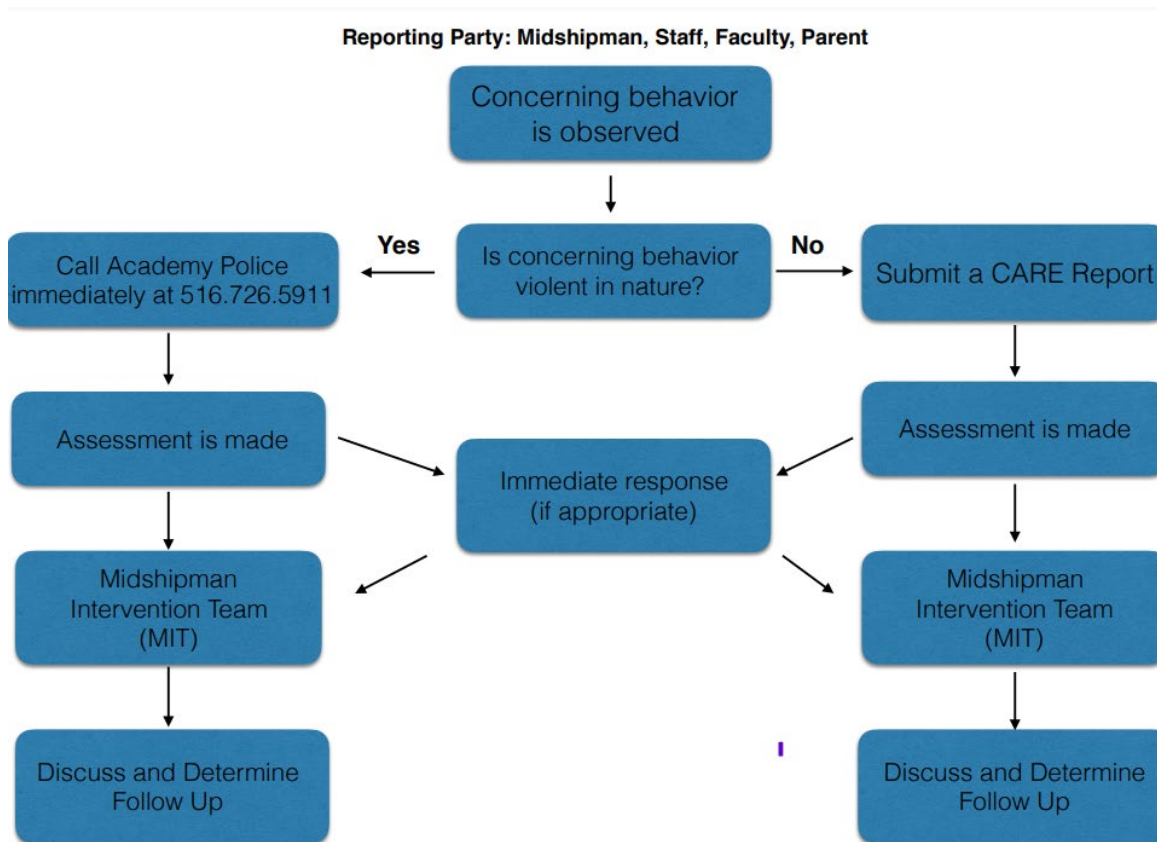 Reporting Party: Midshipman, Staff, Faculty, Parent
Concerning behavior
is observed
Yes
Is concerning behavior
violent in nature?
No
Call Academy Police
immediately at 516.726.5911
Submit a CARE Report
Assessment is made
Assessment is made
Immediate response
(if appropriate)
Midshipman
Intervention Team
(MIT)
Midshipman
Intervention Team
(MIT)
Discuss and Determine
Follow Up
Discuss and Determine
Follow Up